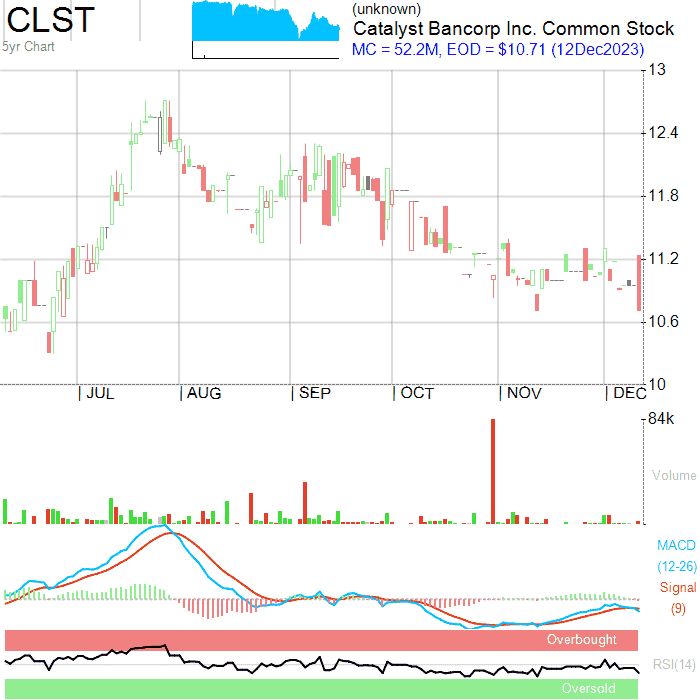 CLST
5yr Chart
(unknown)
Catalyst Bancorp Inc. Common Stock
MC = 52.2M, EOD = $10.71 (12Dec2023)
13
12.4
11.8
11.2
10.6
10
| JUL | AUG | SEP | OCT | NOV | DEC
84k
Volume
MACD
(12-26)
Signal
(9)
Overbought
RSI(14)
Oversold